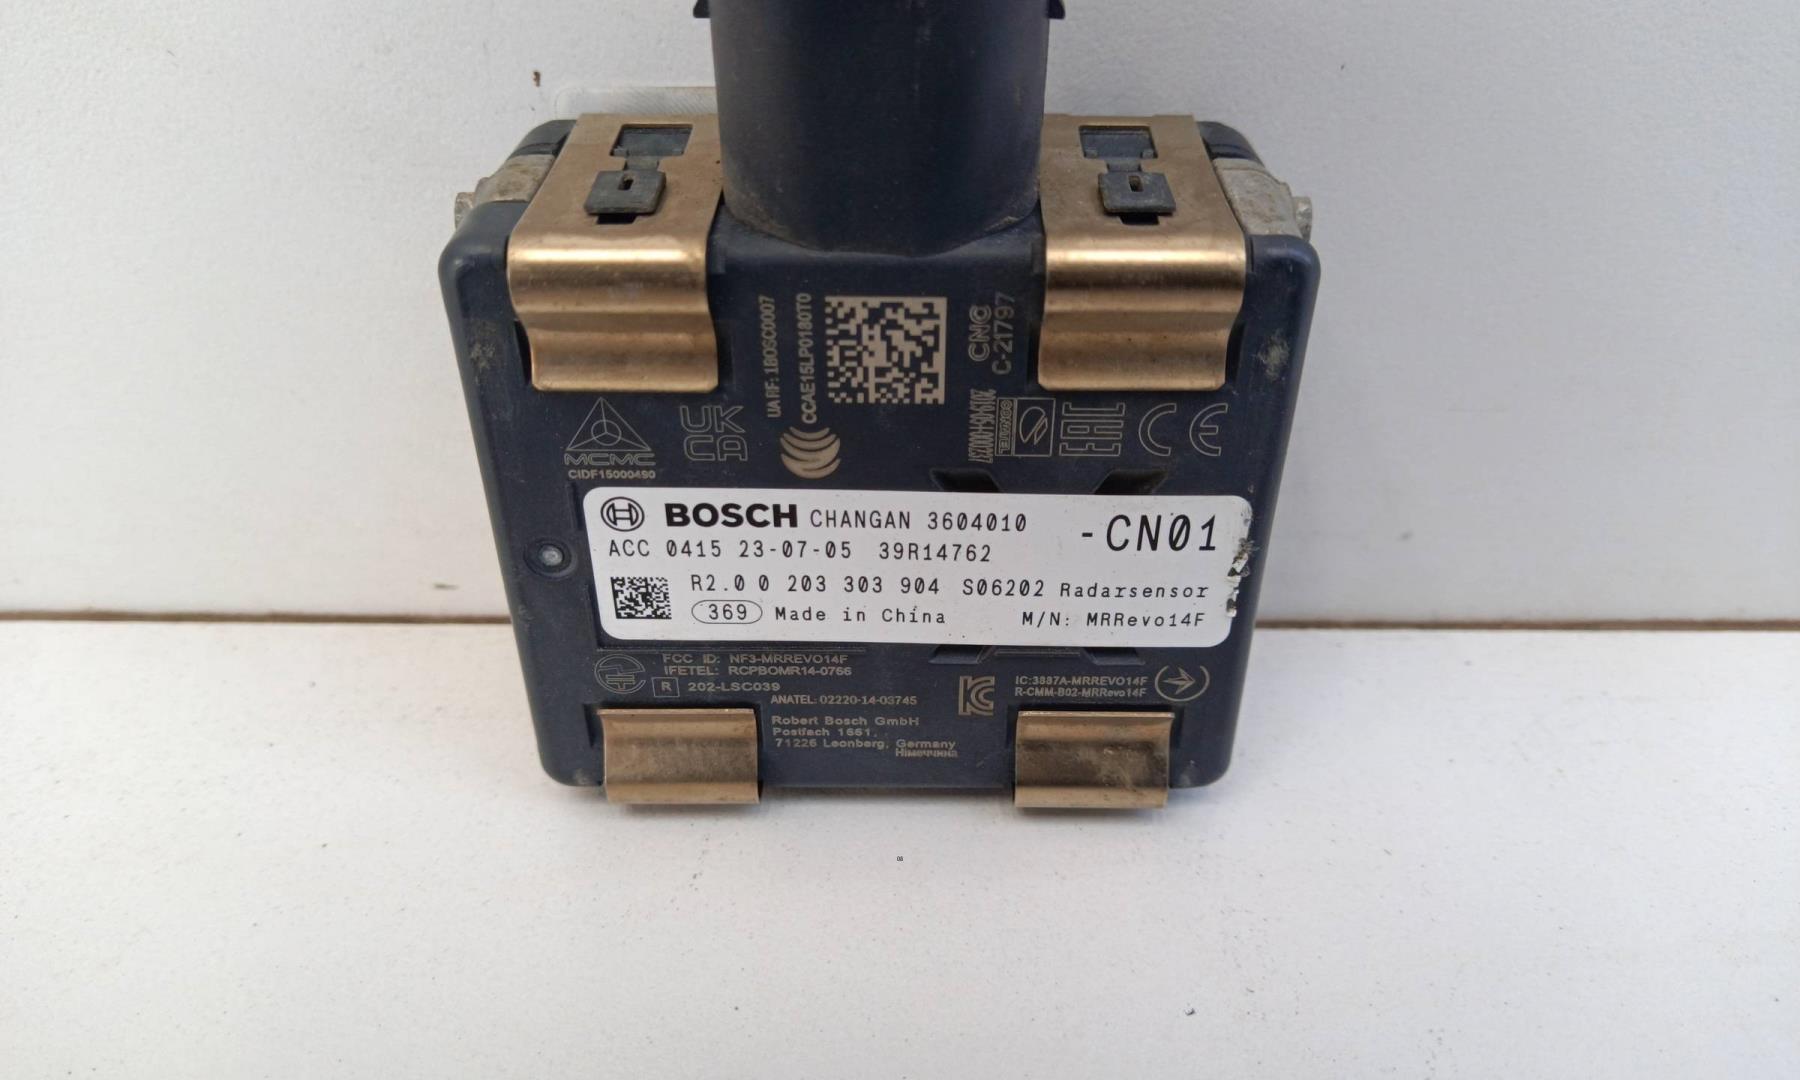 UA RF: 1BOSC0007
CCAE15LP0180T0
CNC
C-21797
MCMC
CIDF15000490
UK
CA
EAC
CE
BOSCH CHANGAN 3604010 -CN01
ACC 0415 23-07-05 39R14762
R2.0 0 203 303 904 S06202 Radarsensor
369 Made in China M/N: MRRevo14F
FCC ID: NF3-MRREVO14F
IFETEL: RCPBOMR14-0766
R 202-LSC039
ANATEL: 02220-14-03745
IC:3887A-MRREVO14F
R-CMM-B02-MRRevo14F
Robert Bosch GmbH
Postfach 1661,
71226 Leonberg, Germany